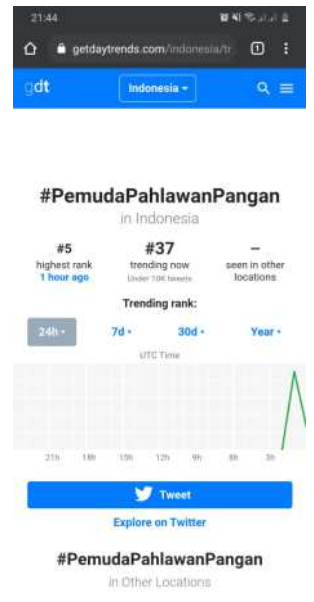 21:44
getdaytrends.com/indonesia/tr
1
gdt
Indonesia
#PemudaPahlawanPangan
in Indonesia
#5 #37 –
highest rank trending now seen in other
1 hour ago Under 10K tweets locations
Trending rank:
24h 7d 30d Year
UTC Time
21h 18h 15h 12h 9h 6h 3h
Tweet
Explore on Twitter
#PemudaPahlawanPangan
in Other Locations